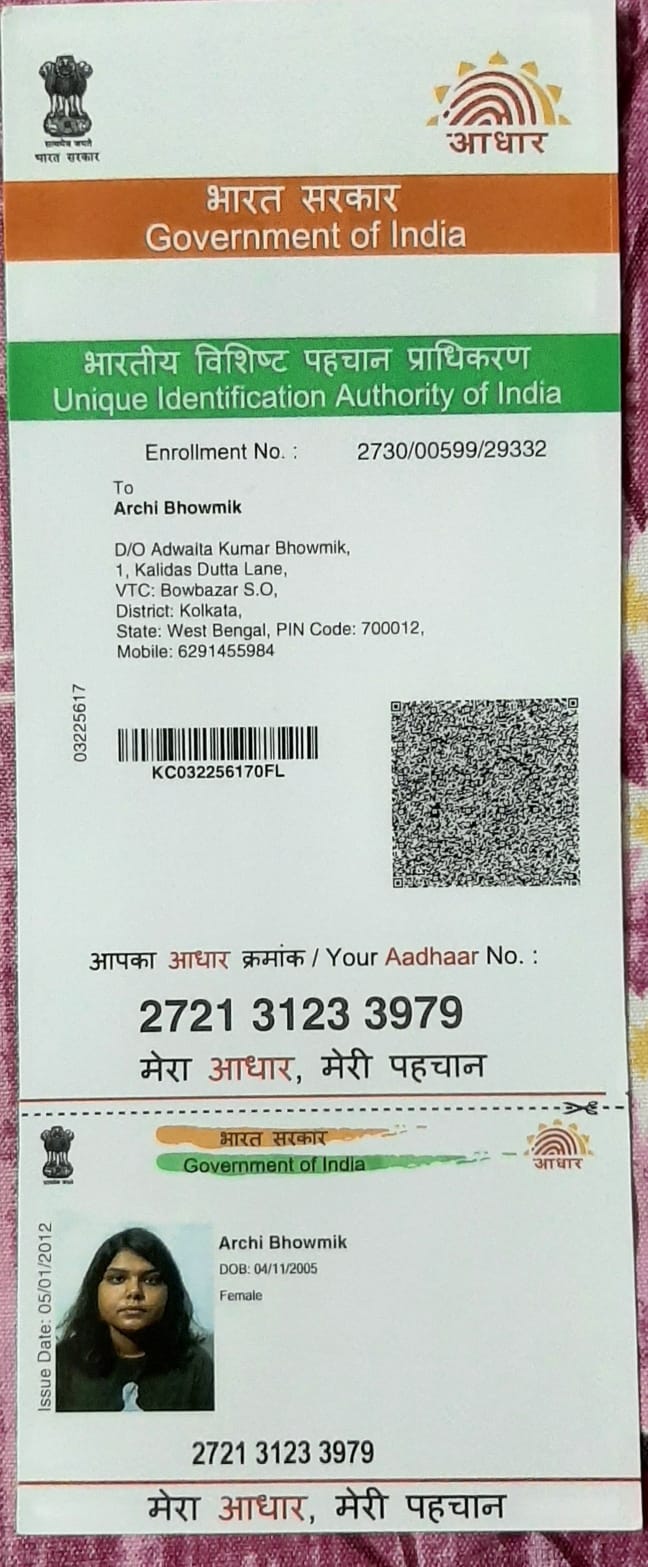 सत्यमेव जयते
भारत सरकार
आधार
भारत सरकार
Government of India
भारतीय विशिष्ट पहचान प्राधिकरण
Unique Identification Authority of India
Enrollment No. : 2730/00599/29332
To
Archi Bhowmik
D/O Adwaita Kumar Bhowmik,
1, Kalidas Dutta Lane,
VTC: Bowbazar S.O,
District: Kolkata,
State: West Bengal, PIN Code: 700012,
Mobile: 6291455984
03225617
KC032256170FL
आपका आधार क्रमांक / Your Aadhaar No. :
2721 3123 3979
मेरा आधार, मेरी पहचान
भारत सरकार
Government of India
आधार
Issue Date: 05/01/2012
Archi Bhowmik
DOB: 04/11/2005
Female
2721 3123 3979
मेरा आधार, मेरी पहचान